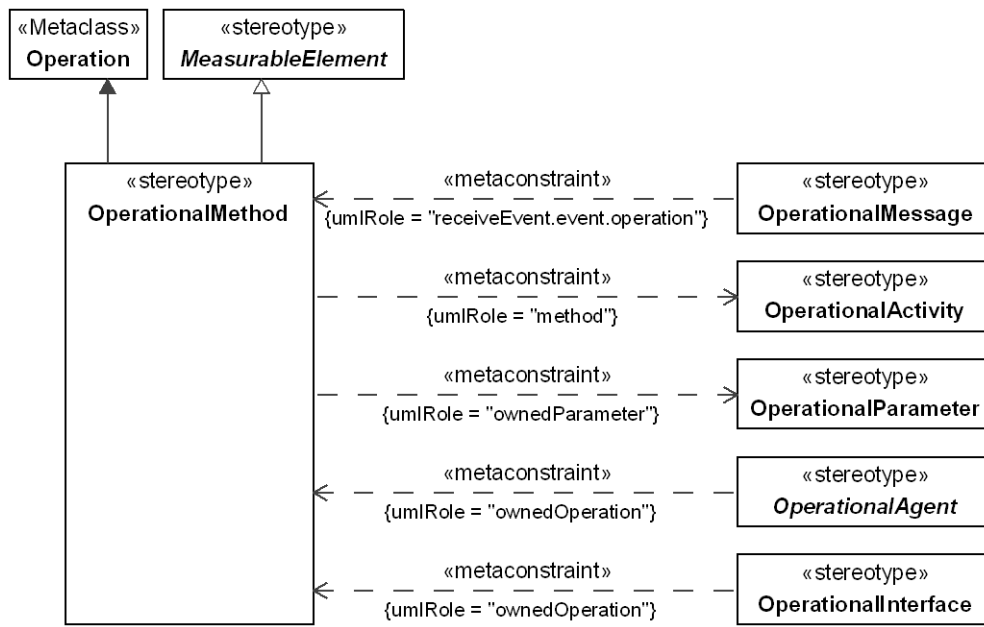 «Metaclass»
Operation
«stereotype»
MeasurableElement
«stereotype»
OperationalMethod
«metaconstraint»
{umlRole = "receiveEvent.event.operation"}
«stereotype»
OperationalMessage
«metaconstraint»
{umlRole = "method"}
«stereotype»
OperationalActivity
«metaconstraint»
{umlRole = "ownedParameter"}
«stereotype»
OperationalParameter
«metaconstraint»
{umlRole = "ownedOperation"}
«stereotype»
OperationalAgent
«metaconstraint»
{umlRole = "ownedOperation"}
«stereotype»
OperationalInterface